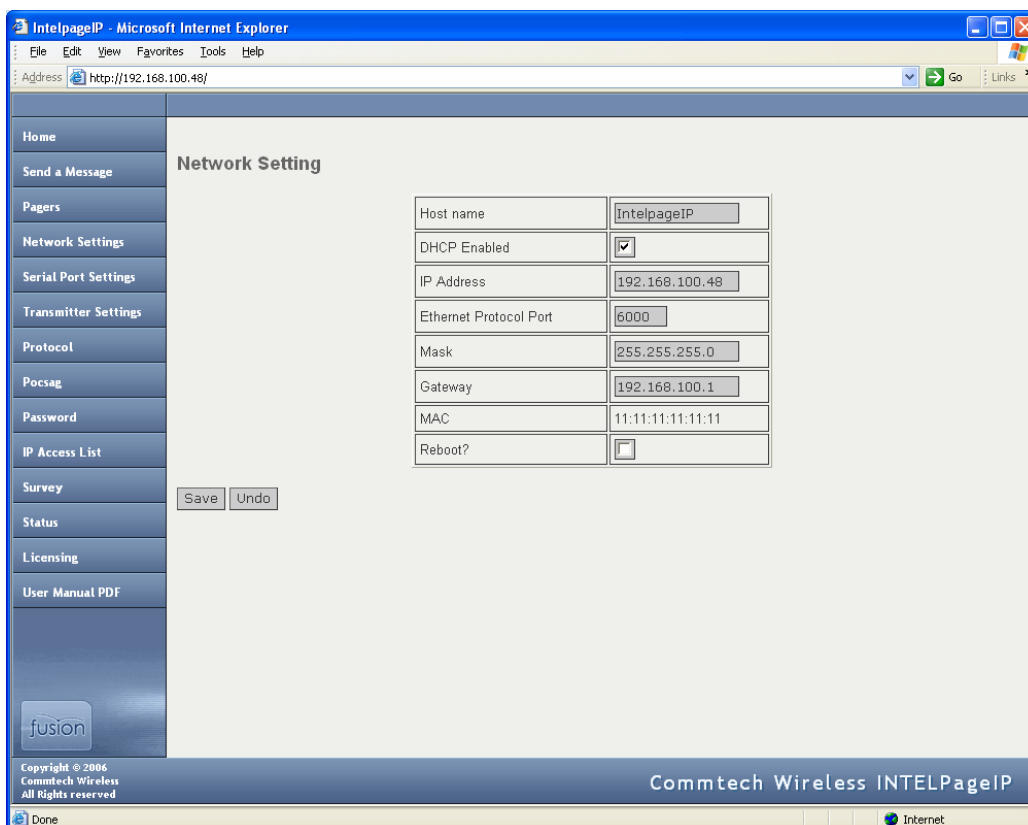 IntelpageIP - Microsoft Internet Explorer
File Edit View Favorites Tools Help
Address http://192.168.100.48/ Go Links
Home
Send a Message
Pagers
Network Settings
Serial Port Settings
Transmitter Settings
Protocol
Pocsag
Password
IP Access List
Survey
Status
Licensing
User Manual PDF
fusion
Copyright © 2006
Commtech Wireless
All Rights reserved
Network Setting
Host name IntelpageIP
DHCP Enabled
IP Address 192.168.100.48
Ethernet Protocol Port 6000
Mask 255.255.255.0
Gateway 192.168.100.1
MAC 11:11:11:11:11:11
Reboot?
Save Undo
Commtech Wireless INTELPageIP
Done Internet